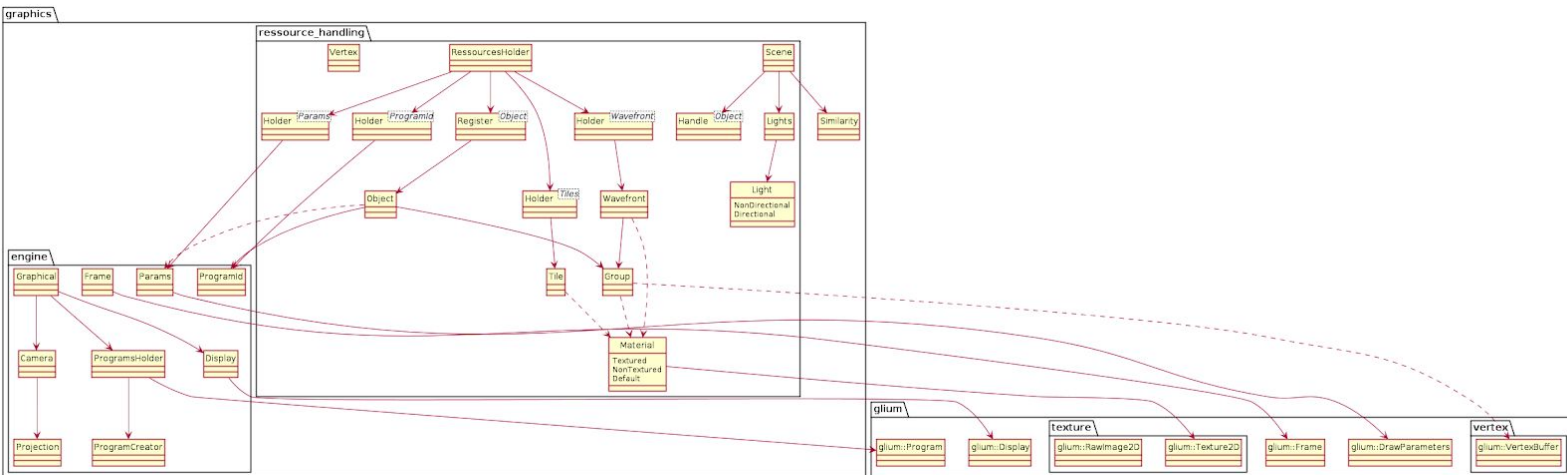 graphics
ressource_handling
Vertex
RessourcesHolder
Scene
Holder Params
Holder ProgramId
Register Object
Holder Wavefront
Handle Object
Lights
Similarity
Object
Holder Tiles
Wavefront
Light
NonDirectional
Directional
engine
Graphical
Frame
Params
ProgramId
Tile
Group
Camera
ProgramsHolder
Display
Material
Textured
NonTextured
Default
glium
texture
vertex
Projection
ProgramCreator
glium::Program
glium::Display
glium::RawImage2D
glium::Texture2D
glium::Frame
glium::DrawParameters
glium::VertexBuffer